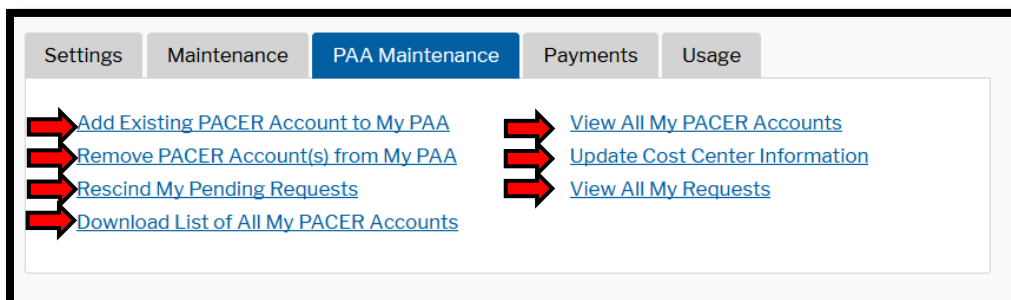 Settings Maintenance PAA Maintenance Payments Usage
Add Existing PACER Account to My PAA
Remove PACER Account(s) from My PAA
Rescind My Pending Requests
Download List of All My PACER Accounts
View All My PACER Accounts
Update Cost Center Information
View All My Requests